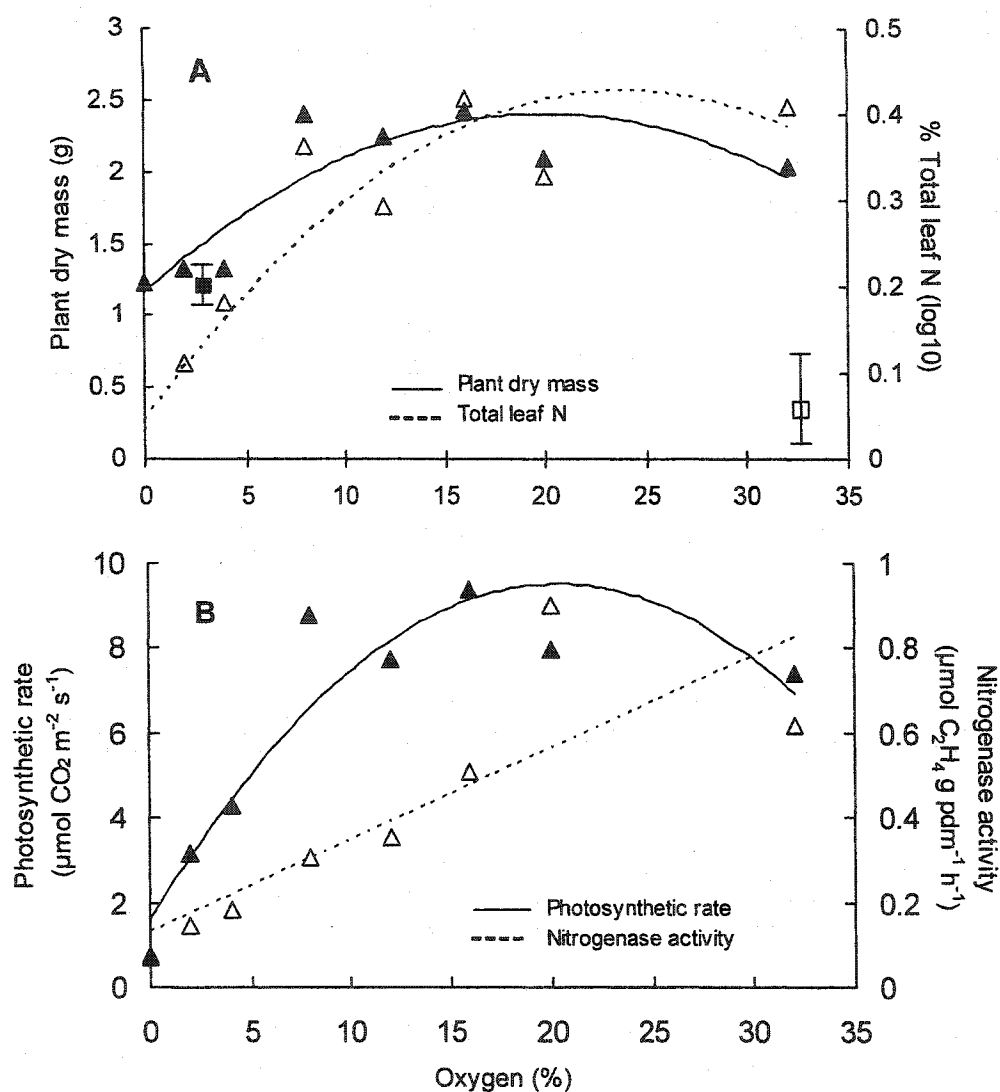 A
3
2.5
2
1.5
1
0.5
0
Plant dry mass (g)
0.5
0.4
0.3
0.2
0.1
0
% Total leaf N (log10)
Plant dry mass
Total leaf N
0 5 10 15 20 25 30 35
B
10
8
6
4
2
0
Photosynthetic rate
(µmol CO2 m-2 s-1)
1
0.8
0.6
0.4
0.2
0
Nitrogenase activity
(µmol C2H4 g pdm-1 h-1)
Photosynthetic rate
Nitrogenase activity
0 5 10 15 20 25 30 35
Oxygen (%)